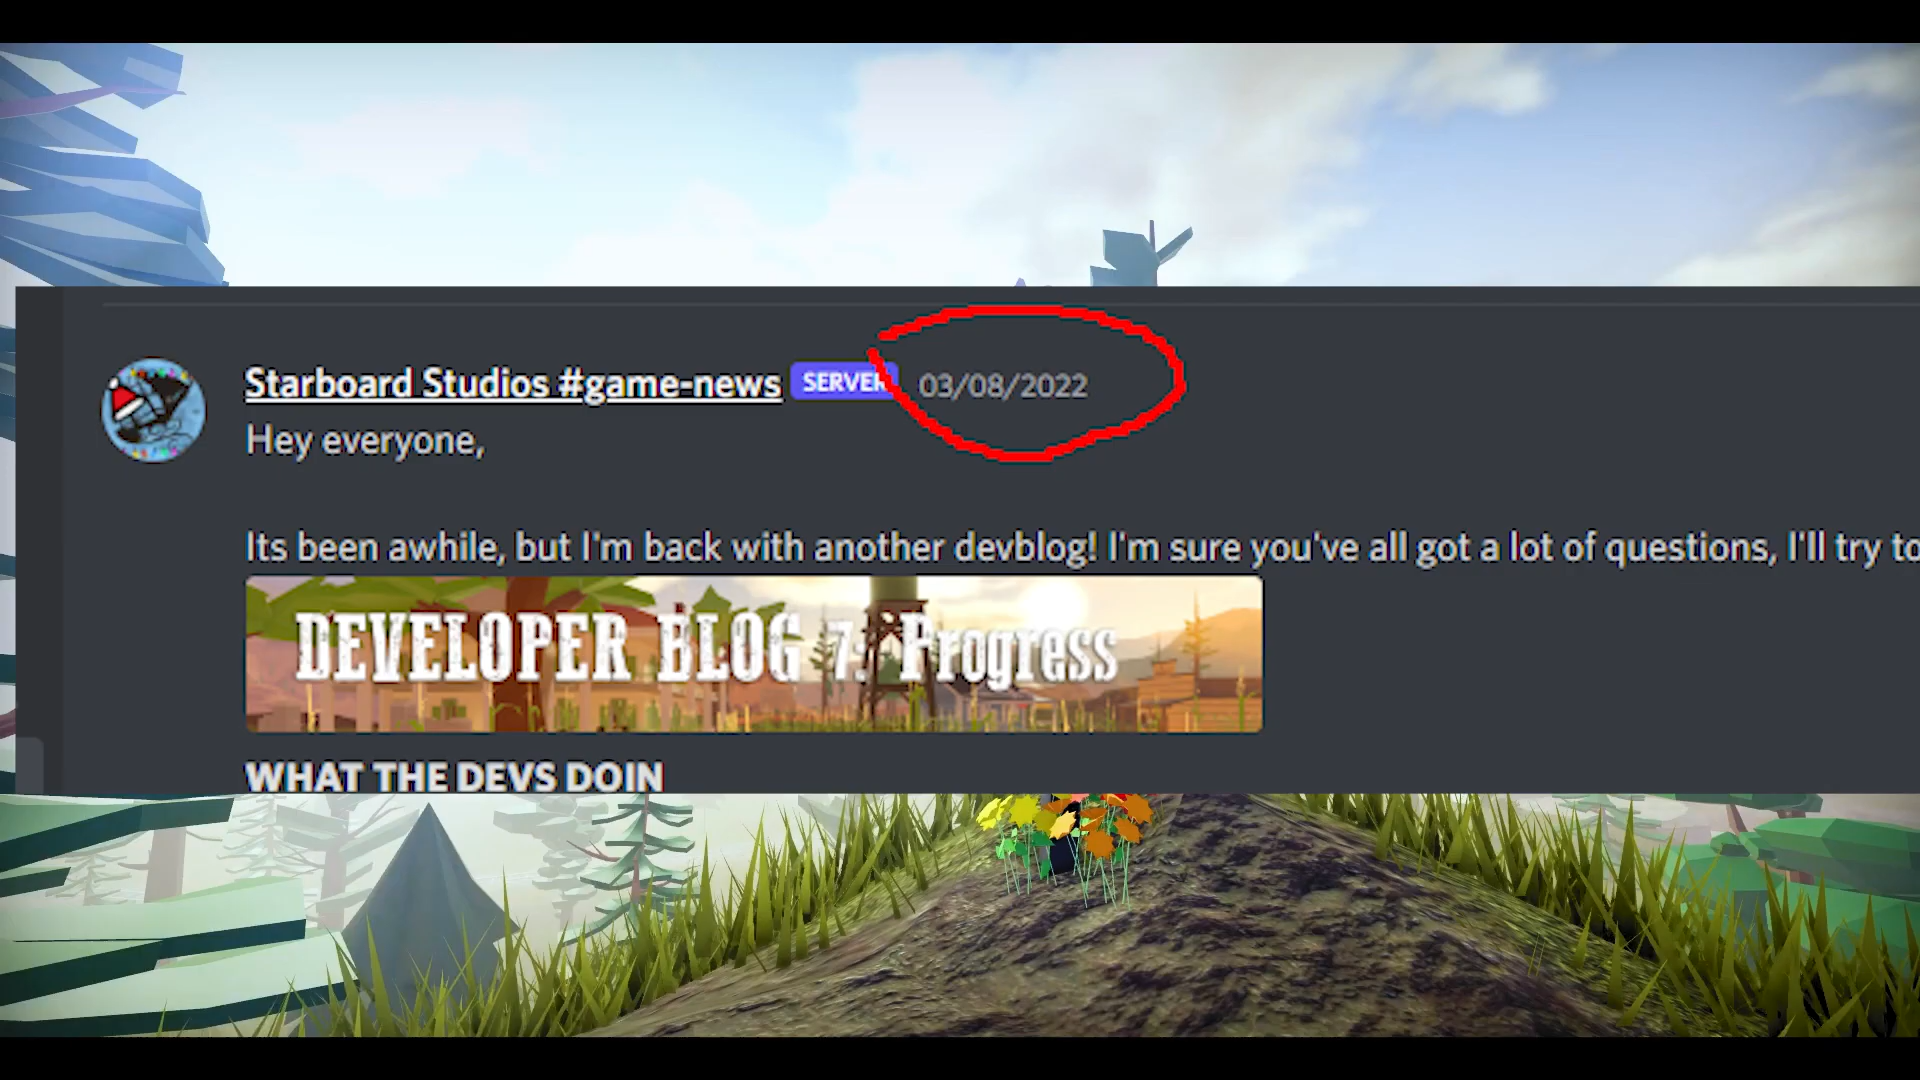 Starboard Studios #game-news SERVER 03/08/2022
Hey everyone,
Its been awhile, but I'm back with another devblog! I'm sure you've all got a lot of questions, I'll try to
DEVELOPER BLOG 7: Progress
WHAT THE DEVS DOIN